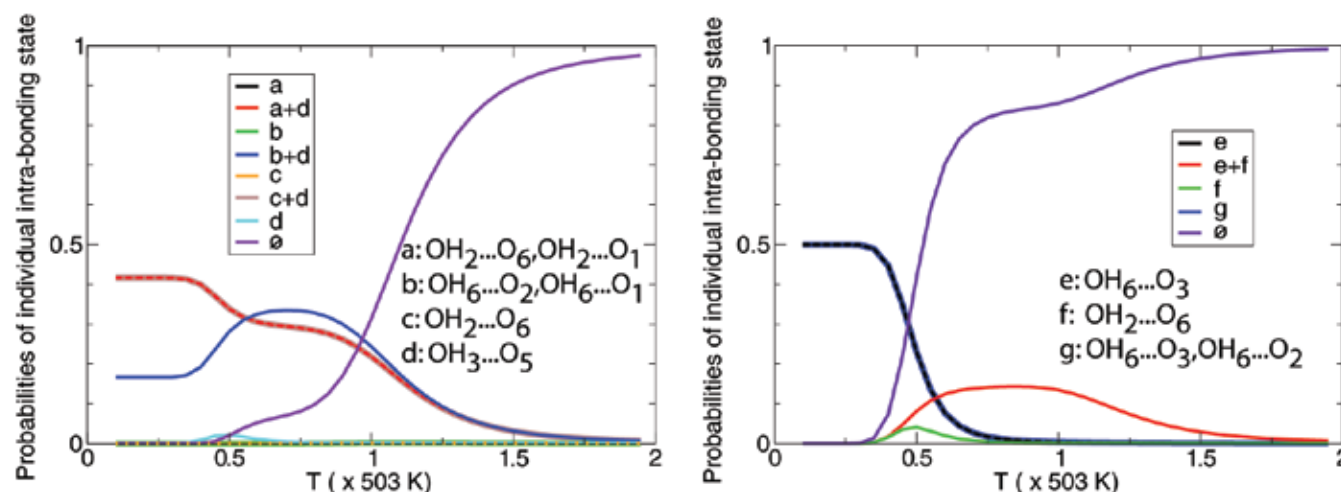 Probabilities of individual intra-bonding state
1
0.5
0
a
a+d
b
b+d
c
c+d
d
ø
a: OH2...O6,OH2...O1
b: OH6...O2,OH6...O1
c: OH2...O6
d: OH3...O5
0
0.5
1
1.5
2
T ( x 503 K)
Probabilities of individual intra-bonding state
1
0.5
0
e
e+f
f
g
ø
e: OH6...O3
f: OH2...O6
g: OH6...O3,OH6...O2
0
0.5
1
1.5
2
T ( x 503 K)